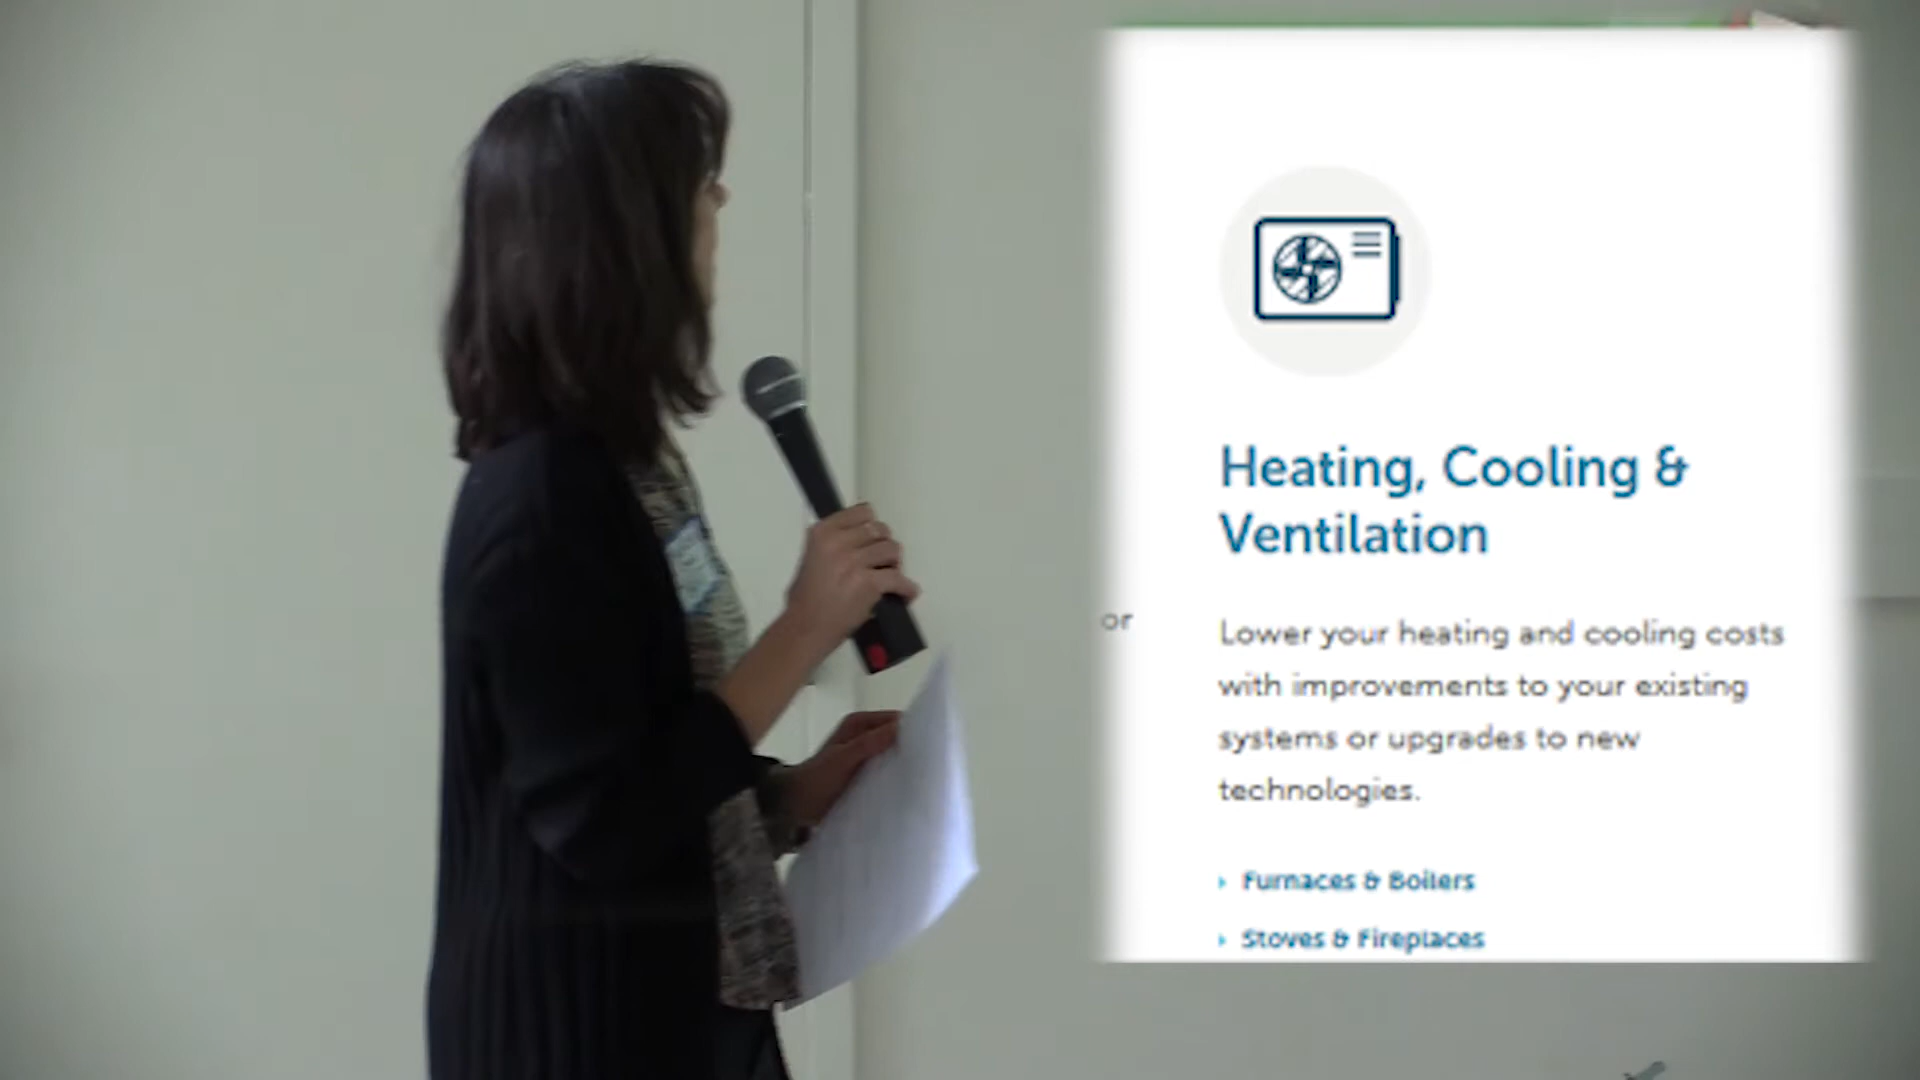 or
Heating, Cooling &
Ventilation
Lower your heating and cooling costs
with improvements to your existing
systems or upgrades to new
technologies.
Furnaces & Boilers
Stoves & Fireplaces